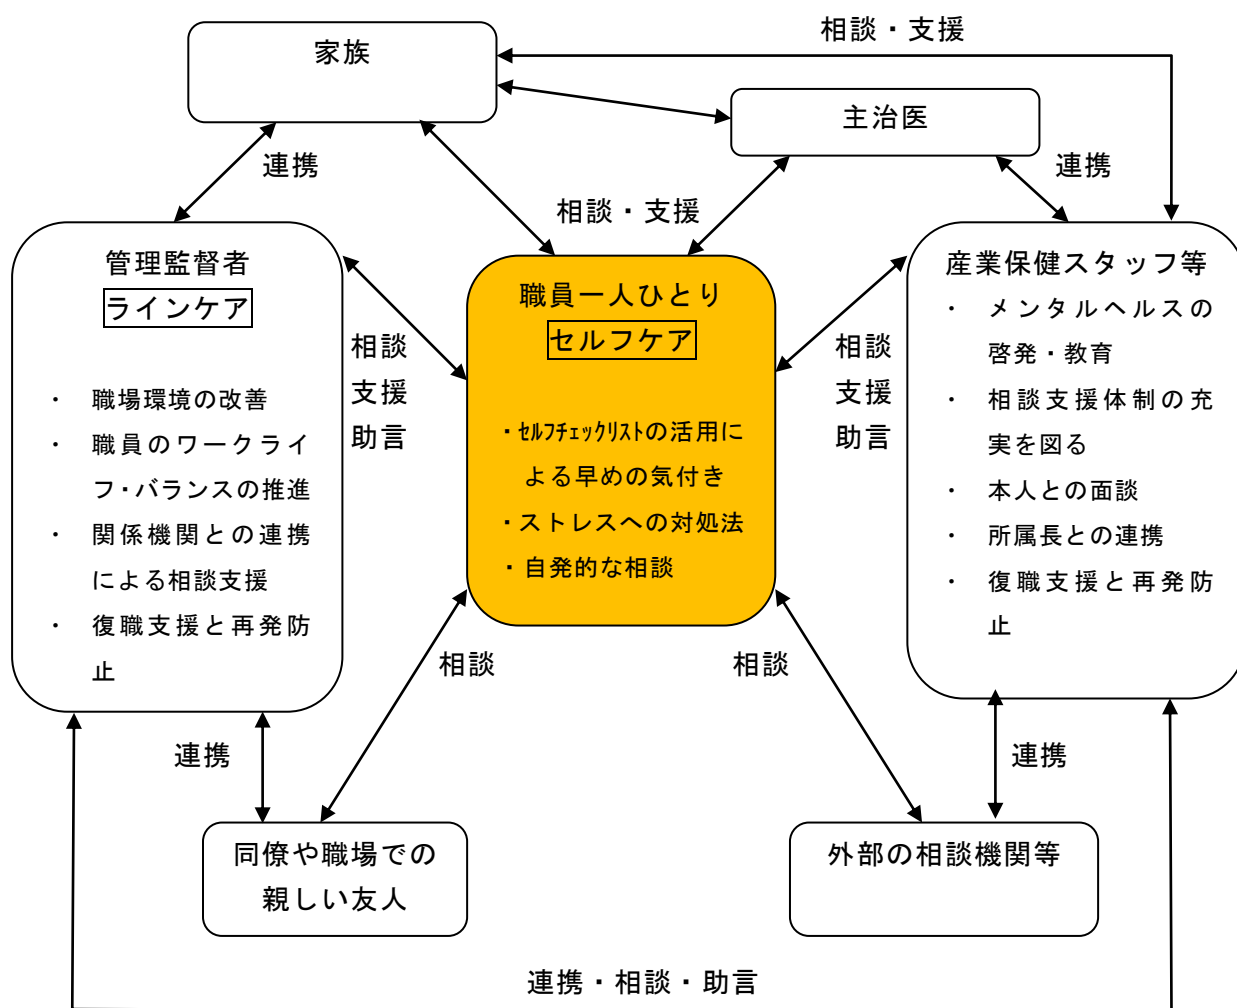 相談・支援
家族
主治医
連携
連携
相談・支援
管理監督者
ラインケア
・ 職場環境の改善
・ 職員のワークライ
フ・バランスの推進
・ 関係機関との連携
による相談支援
・ 復職支援と再発防
止
相談
支援
助言
職員一人ひとり
セルフケア
・ｾﾙﾌﾁｪｯｸﾘｽﾄの活用に
よる早めの気付き
・ストレスへの対処法
・自発的な相談
相談
支援
助言
産業保健スタッフ等
・ メンタルヘルスの
啓発・教育
・ 相談支援体制の充
実を図る
・ 本人との面談
・ 所属長との連携
・ 復職支援と再発防
止
相談
相談
連携
連携
同僚や職場での
親しい友人
外部の相談機関等
連携・相談・助言